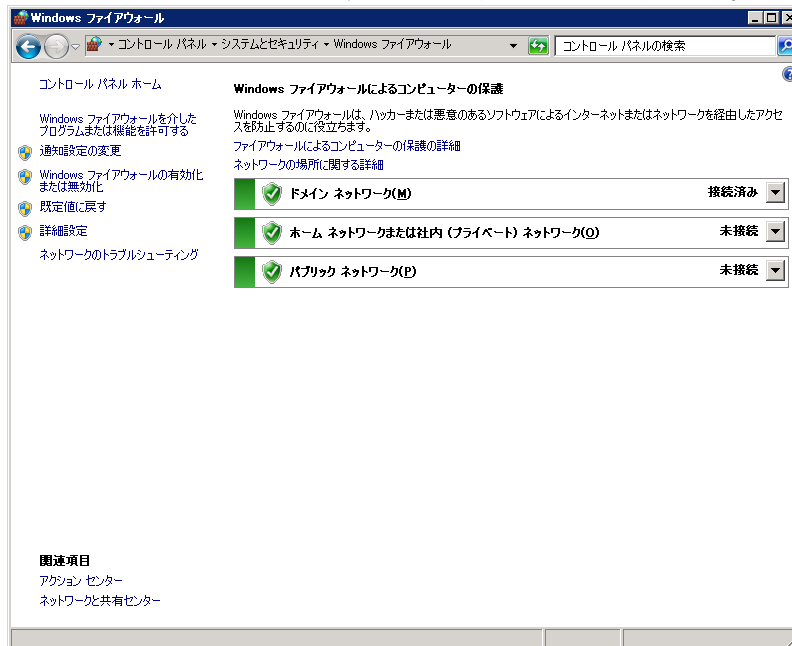 Windows ファイアウォール
コントロール パネル
システムとセキュリティ
Windows ファイアウォール
コントロール パネルの検索
コントロール パネル ホーム
Windows ファイアウォールを介した
プログラムまたは機能を許可する
通知設定の変更
Windows ファイアウォールの有効化
または無効化
既定値に戻す
詳細設定
ネットワークのトラブルシューティング
Windows ファイアウォールによるコンピューターの保護
Windows ファイアウォールは、ハッカーまたは悪意のあるソフトウェアによるインターネットまたはネットワークを経由したアクセ
スを防止するのに役立ちます。
ファイアウォールによるコンピューターの保護の詳細
ネットワークの場所に関する詳細
ドメイン ネットワーク(M) 接続済み
ホーム ネットワークまたは社内 (プライベート) ネットワーク(O) 未接続
パブリック ネットワーク(P) 未接続
関連項目
アクション センター
ネットワークと共有センター